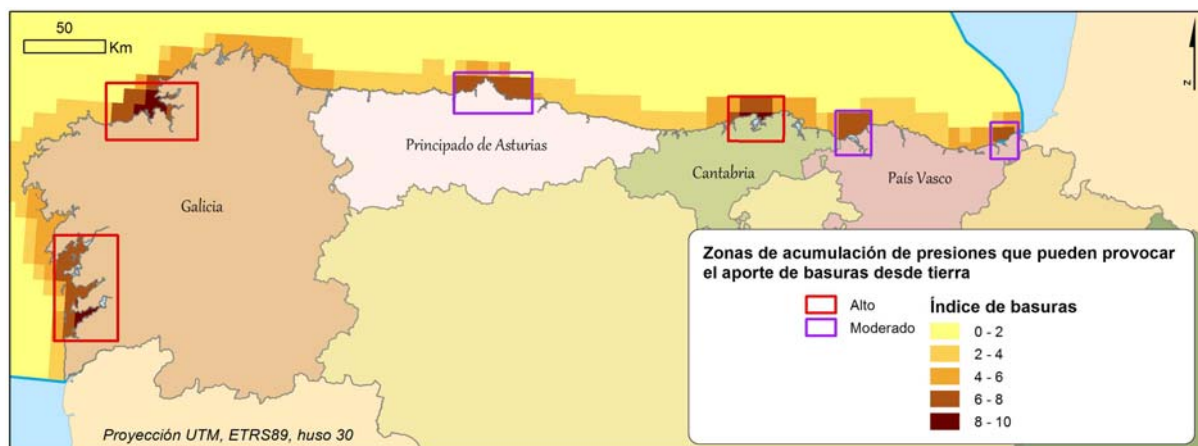 50
Km
N
Principado de Asturias
Cantabria
País Vasco
Galicia
Zonas de acumulación de presiones que pueden provocar
el aporte de basuras desde tierra
Alto
Moderado
Índice de basuras
0 - 2
2 - 4
4 - 6
6 - 8
8 - 10
Proyección UTM, ETRS89, huso 30